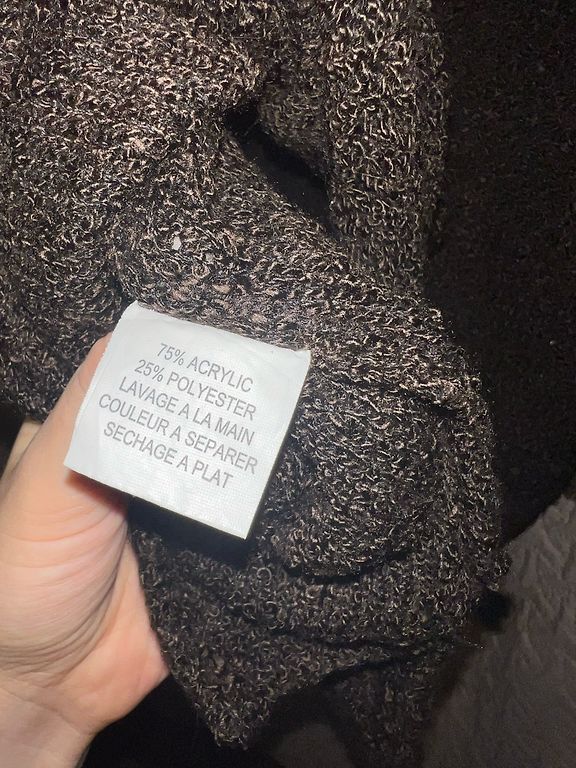 75% ACRYLIC
25% POLYESTER
LAVAGE A LA MAIN
COULEUR A SEPARER
SECHAGE A PLAT